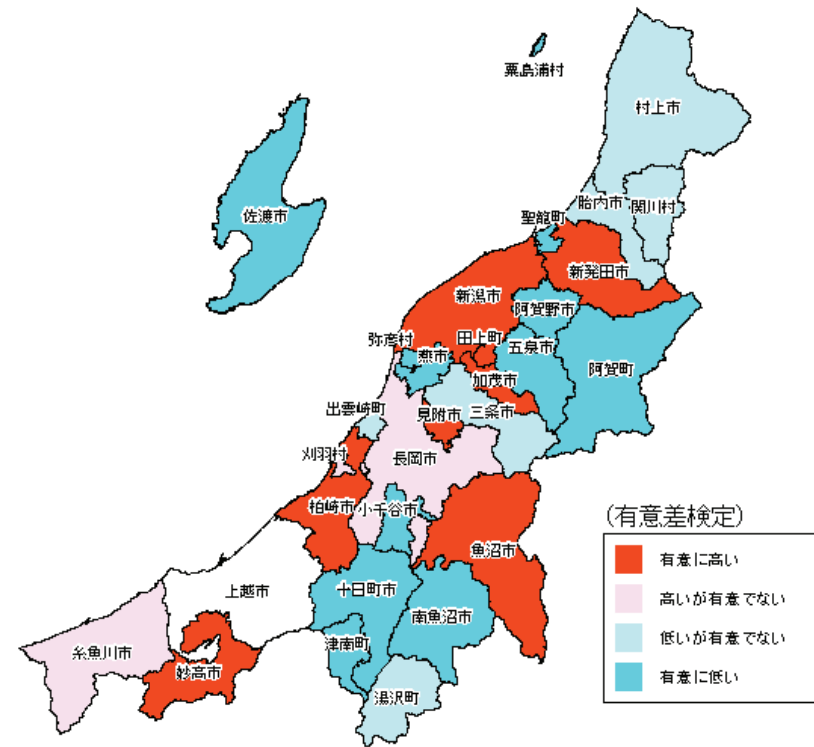 粟島浦村
村上市
佐渡市
胎内市
関川村
聖籠町
新発田市
新潟市
阿賀野市
弥彦村
田上町
燕市
五泉市
阿賀町
加茂市
出雲崎町
見附市
三条市
刈羽村
長岡市
柏崎市
小千谷市
魚沼市
上越市
十日町市
南魚沼市
津南町
糸魚川市
妙高市
湯沢町
(有意差検定)
有意に高い
高いが有意でない
低いが有意でない
有意に低い